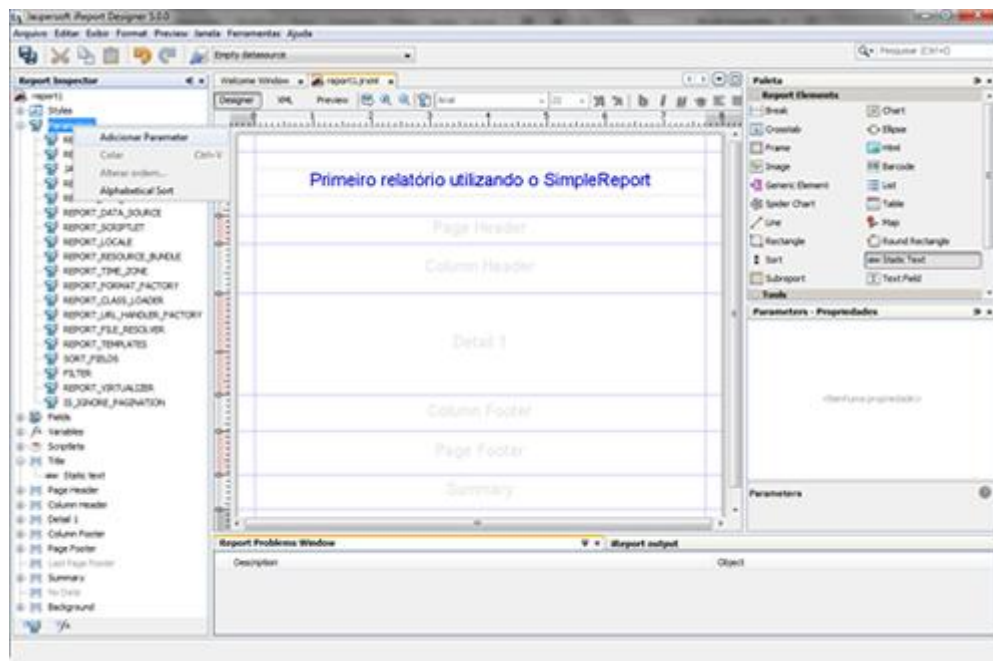 Jaspersoft iReport Designer 5.0.0
Arquivo Editar Exibir Format Preview Janela Ferramentas Ajuda
Empty datasource
Pesquisar (Ctrl+I)
Report Inspector
Welcome Window
report1.jrxml
Paleta
report1
Designer XML Preview
Report Elements
Styles
Break
Chart
Adicionar Parameter
Crosstab
Ellipse
Colar Ctrl+V
Frame
Html
Alterar ordem...
Image
Barcode
Alphabetical Sort
Generic Element
List
Primeiro relatório utilizando o SimpleReport
Spider Chart
Table
REPORT_DATA_SOURCE
Line
Map
REPORT_SCRIPTLET
Page Header
Rectangle
Round Rectangle
REPORT_LOCALE
Sort
Static Text
REPORT_RESOURCE_BUNDLE
Column Header
Subreport
Text Field
REPORT_TIME_ZONE
Tools
REPORT_FORMAT_FACTORY
Parameters - Propriedades
REPORT_CLASS_LOADER
REPORT_URL_HANDLER_FACTORY
REPORT_FILE_RESOLVER
Detail 1
REPORT_TEMPLATES
SORT_FIELDS
FILTER
REPORT_VIRTUALIZER
<Nenhuma propriedade>
IS_IGNORE_PAGINATION
Column Footer
Fields
Variables
Scriptlets
Page Footer
Title
Static text
Page Header
Summary
Parameters
Column Header
Detail 1
Column Footer
Report Problems Window
iReport output
Page Footer
Description
Object
Last Page Footer
Summary
No Data
Background